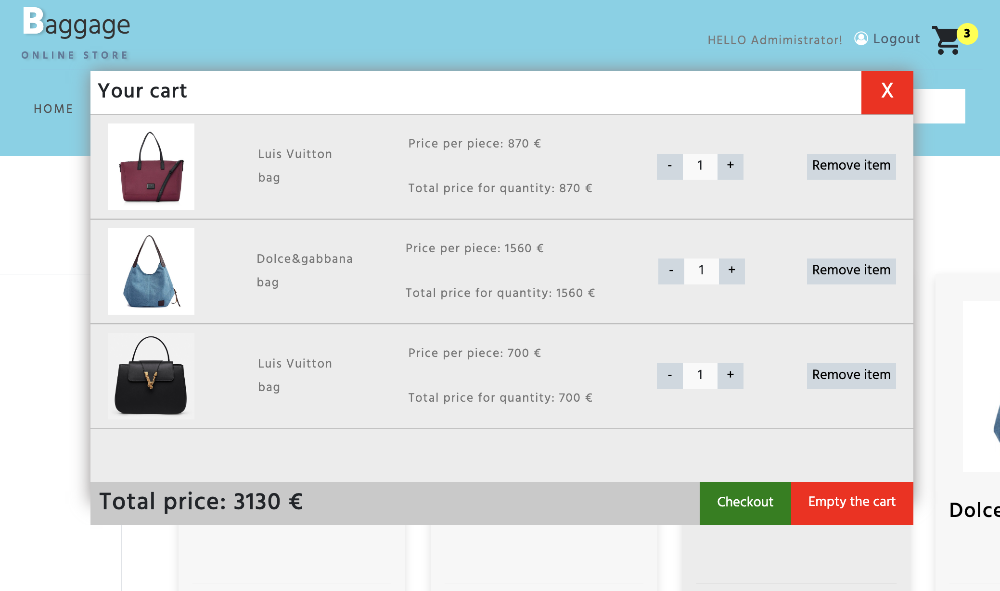 Baggage
ONLINE STORE
HELLO Admimistrator!
Logout
3
HOME
Your cart
X
Luis Vuitton
bag
Price per piece: 870 €
Total price for quantity: 870 €
- 1 +
Remove item
Dolce&gabbana
bag
Price per piece: 1560 €
Total price for quantity: 1560 €
- 1 +
Remove item
Luis Vuitton
bag
Price per piece: 700 €
Total price for quantity: 700 €
- 1 +
Remove item
Total price: 3130 €
Checkout
Empty the cart
Dolce